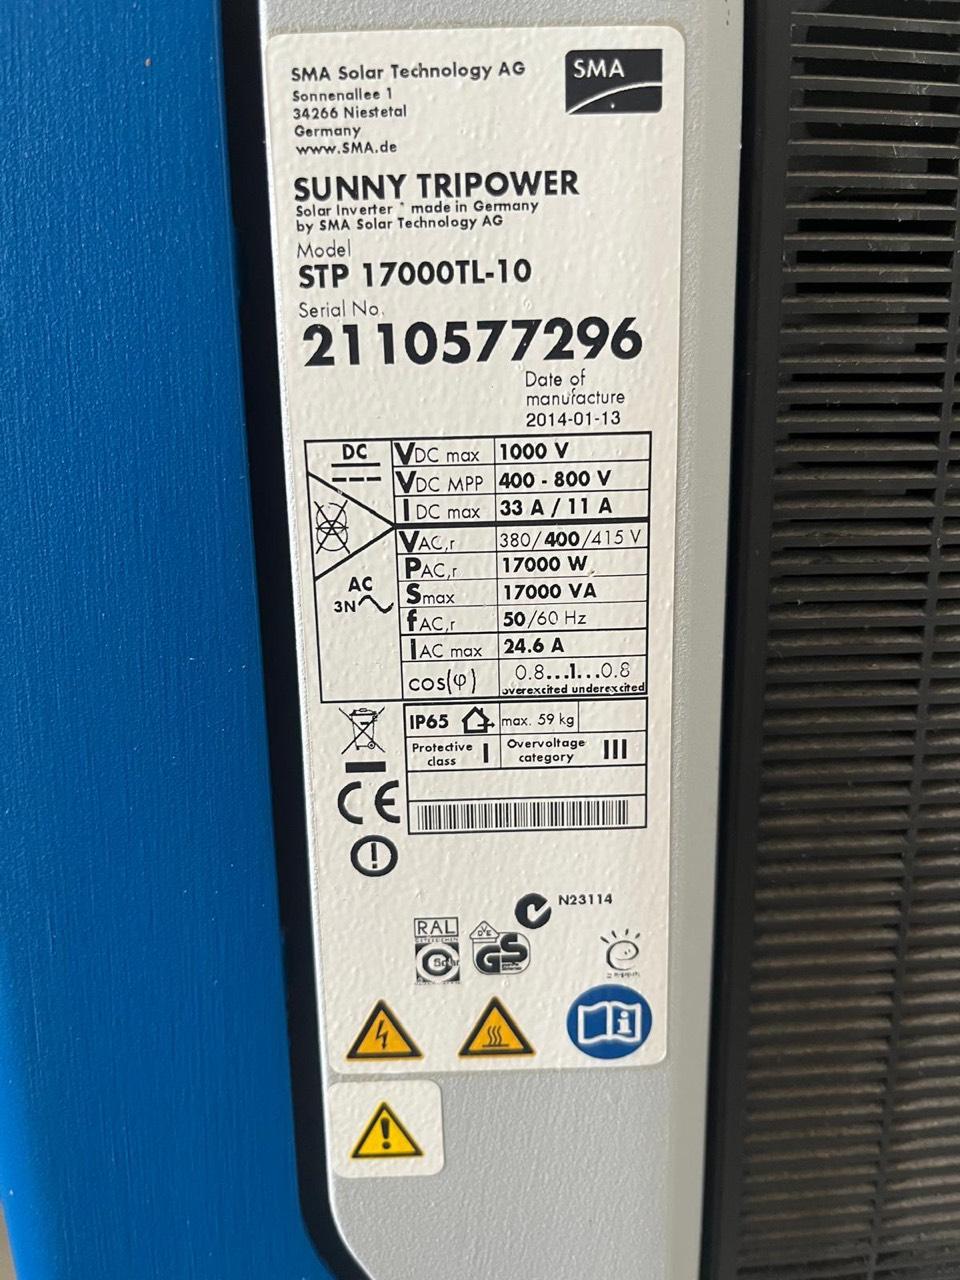 SMA Solar Technology AG
SMA
Sonnenallee 1
34266 Niestetal
Germany
www.SMA.de
SUNNY TRIPOWER
Solar Inverter * made in Germany
by SMA Solar Technology AG
Model
STP 17000TL-10
Serial No.
2110577296
Date of
manufacture
2014-01-13
DC
VDC max 1000 V
VDC MPP 400 - 800 V
IDC max 33 A / 11 A
VAC,r 380/400/415 V
PAC,r 17000 W
AC
Smax 17000 VA
3N
fAC,r 50/60 Hz
IAC max 24.6 A
cos(φ) 0.8...1...0.8
overexcited underexcited
IP65 max. 59 kg
Protective class I Overvoltage category III
CE
N23114
RAL
Solar
DVE
GS